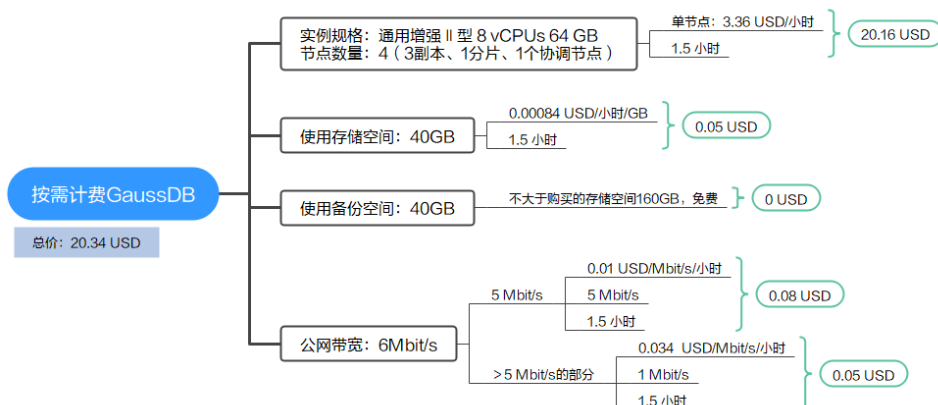 按需计费GaussDB
总价：20.34 USD
实例规格：通用增强 II 型 8 vCPUs 64 GB
节点数量：4（3副本、1分片、1个协调节点）
单节点：3.36 USD/小时
1.5 小时
20.16 USD
使用存储空间：40GB
0.00084 USD/小时/GB
1.5 小时
0.05 USD
使用备份空间：40GB
不大于购买的存储空间160GB，免费
0 USD
公网带宽：6Mbit/s
5 Mbit/s
0.01 USD/Mbit/s/小时
5 Mbit/s
1.5 小时
0.08 USD
＞5 Mbit/s的部分
0.034 USD/Mbit/s/小时
1 Mbit/s
1.5 小时
0.05 USD